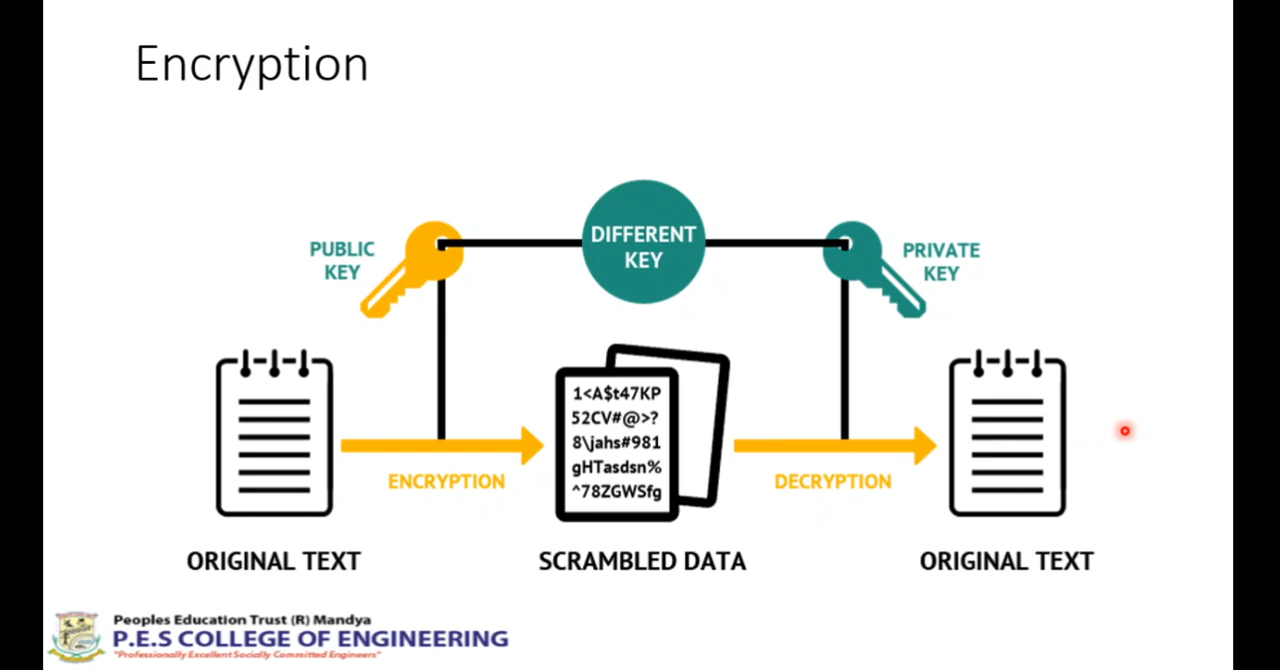 Encryption
PUBLIC
KEY
DIFFERENT
KEY
PRIVATE
KEY
1<A$t47KP
52CV#@>?
8\jahs#981
gHTasdsn%
^78ZGWSfg
ENCRYPTION
DECRYPTION
ORIGINAL TEXT
SCRAMBLED DATA
ORIGINAL TEXT
Peoples Education Trust (R) Mandya
P.E.S COLLEGE OF ENGINEERING
"Professionally Excellent Socially Committed Engineers"